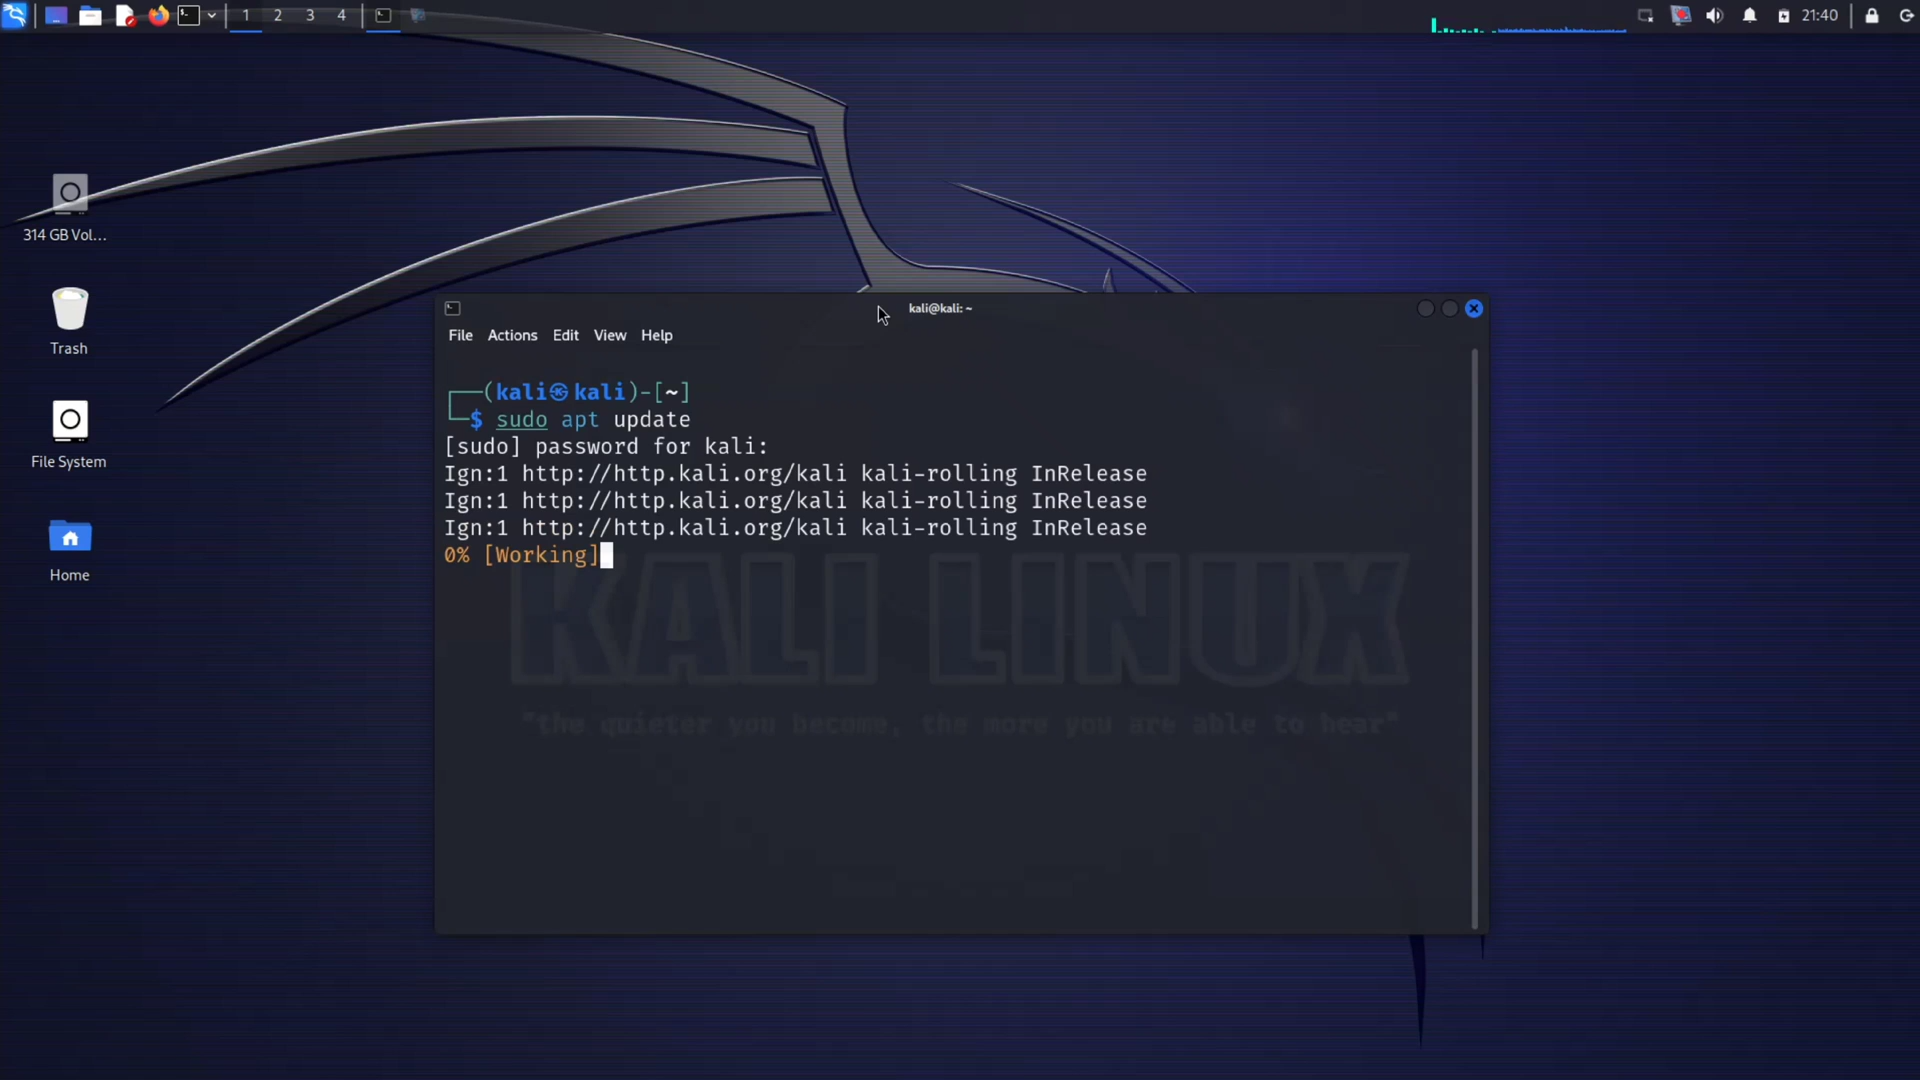 1 2 3 4 21:40
314 GB Vol...
Trash
File System
Home
kali@kali: ~
File Actions Edit View Help
(kali㉿kali)-[~]
$ sudo apt update
[sudo] password for kali:
Ign:1 http://http.kali.org/kali kali-rolling InRelease
Ign:1 http://http.kali.org/kali kali-rolling InRelease
Ign:1 http://http.kali.org/kali kali-rolling InRelease
0% [Working]
KALI LINUX
"the quieter you become, the more you are able to hear"